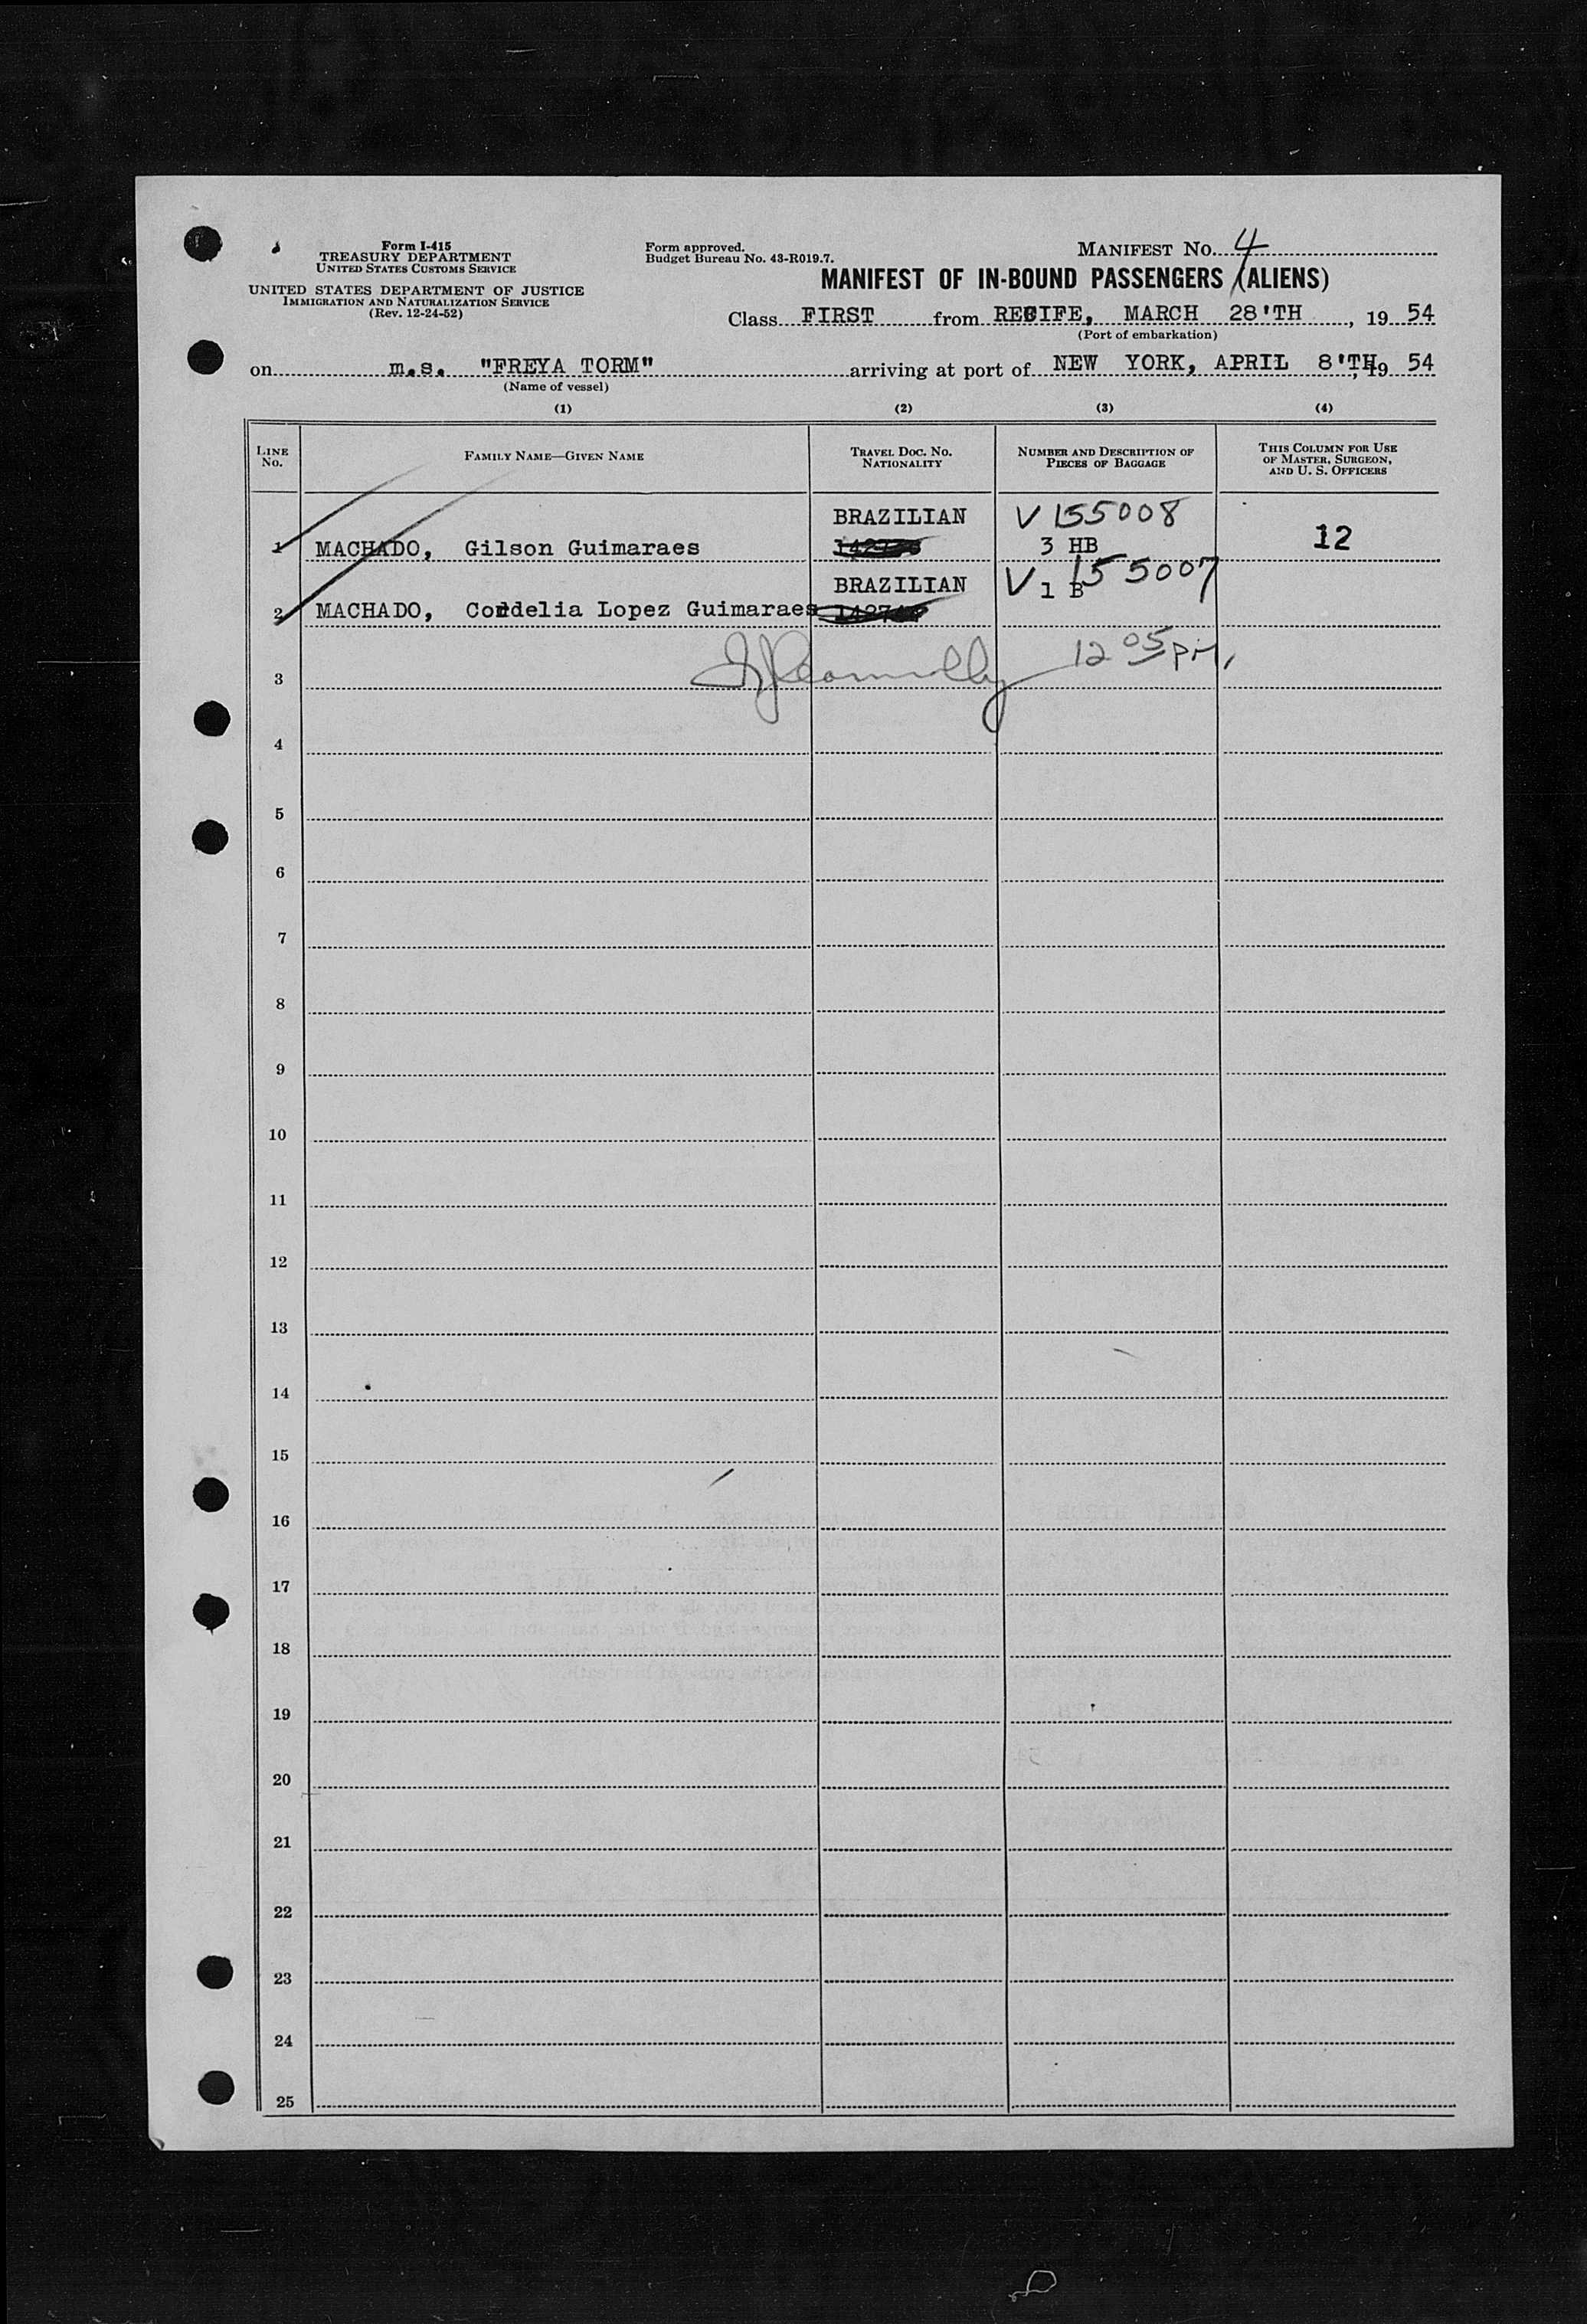 Form I-415
TREASURY DEPARTMENT
UNITED STATES CUSTOMS SERVICE
UNITED STATES DEPARTMENT OF JUSTICE
IMMIGRATION AND NATURALIZATION SERVICE
(Rev. 12-24-52)
Form approved.
Budget Bureau No. 43-R019.7.
MANIFEST No. 4
MANIFEST OF IN-BOUND PASSENGERS (ALIENS)
Class FIRST from RECIFE, MARCH 28'TH, 19 54
(Port of embarkation)
on m.s. "FREYA TORM" arriving at port of NEW YORK, APRIL 8'TH, 19 54
(Name of vessel)
(1) (2) (3) (4)
LINE No. FAMILY NAME—GIVEN NAME TRAVEL DOC. NO. NATIONALITY NUMBER AND DESCRIPTION OF PIECES OF BAGGAGE THIS COLUMN FOR USE OF MASTER, SURGEON, AND U. S. OFFICERS
BRAZILIAN V 155008
1 MACHADO, Gilson Guimaraes 3 HB 12
BRAZILIAN V 155007
1 B
2 MACHADO, Cordelia Lopez Guimaraes
12 05 PM,
3
4
5
6
7
8
9
10
11
12
13
14
15
16
17
18
19
20
21
22
23
24
25